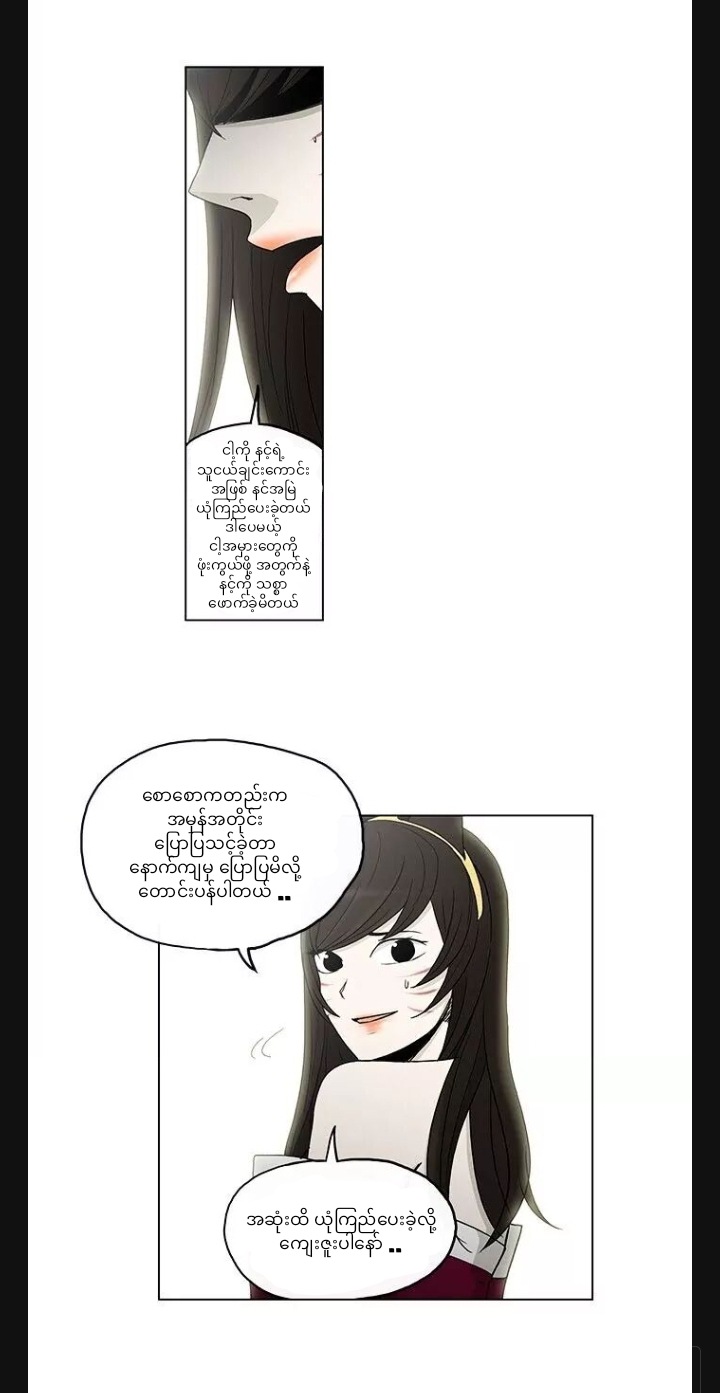 ငါ့ကို နင့်ရဲ့
သူငယ်ချင်းကောင်း
အဖြစ် နင်အမြဲ
ယုံကြည်ပေးခဲ့တယ်
ဒါပေမယ့်
ငါ့အမှားတွေကို
ဖုံးကွယ်ဖို့ အတွက်နဲ့
နင့်ကို သစ္စာ
ဖောက်ခဲ့မိတယ်
စောစောကတည်းက
အမှန်အတိုင်း
ပြောပြသင့်ခဲ့တာ
နောက်ကျမှ ပြောပြမိလို့
တောင်းပန်ပါတယ် ..
အဆုံးထိ ယုံကြည်ပေးခဲ့လို့
ကျေးဇူးပါနော် ..